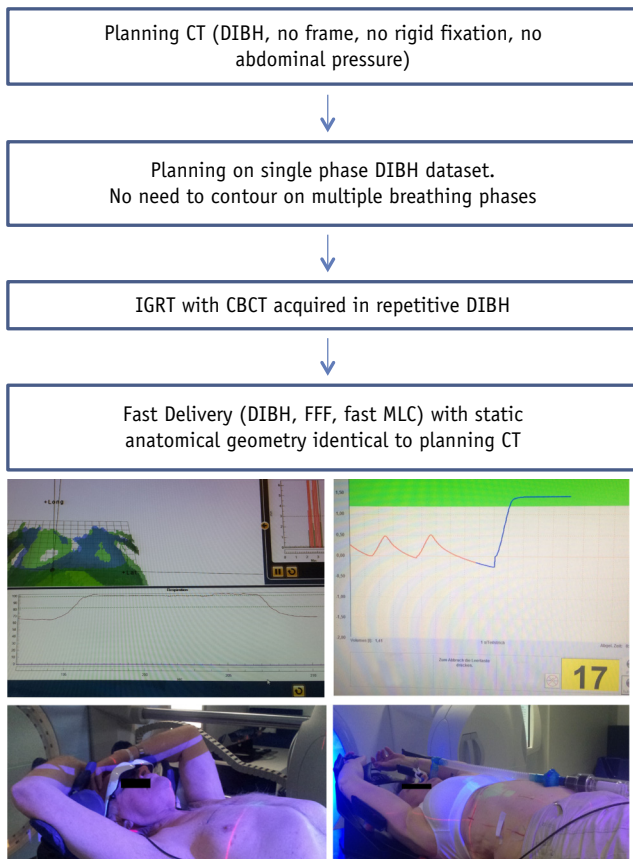 Planning CT (DIBH, no frame, no rigid fixation, no
abdominal pressure)
Planning on single phase DIBH dataset.
No need to contour on multiple breathing phases
IGRT with CBCT acquired in repetitive DIBH
Fast Delivery (DIBH, FFF, fast MLC) with static
anatomical geometry identical to planning CT
+Long
17